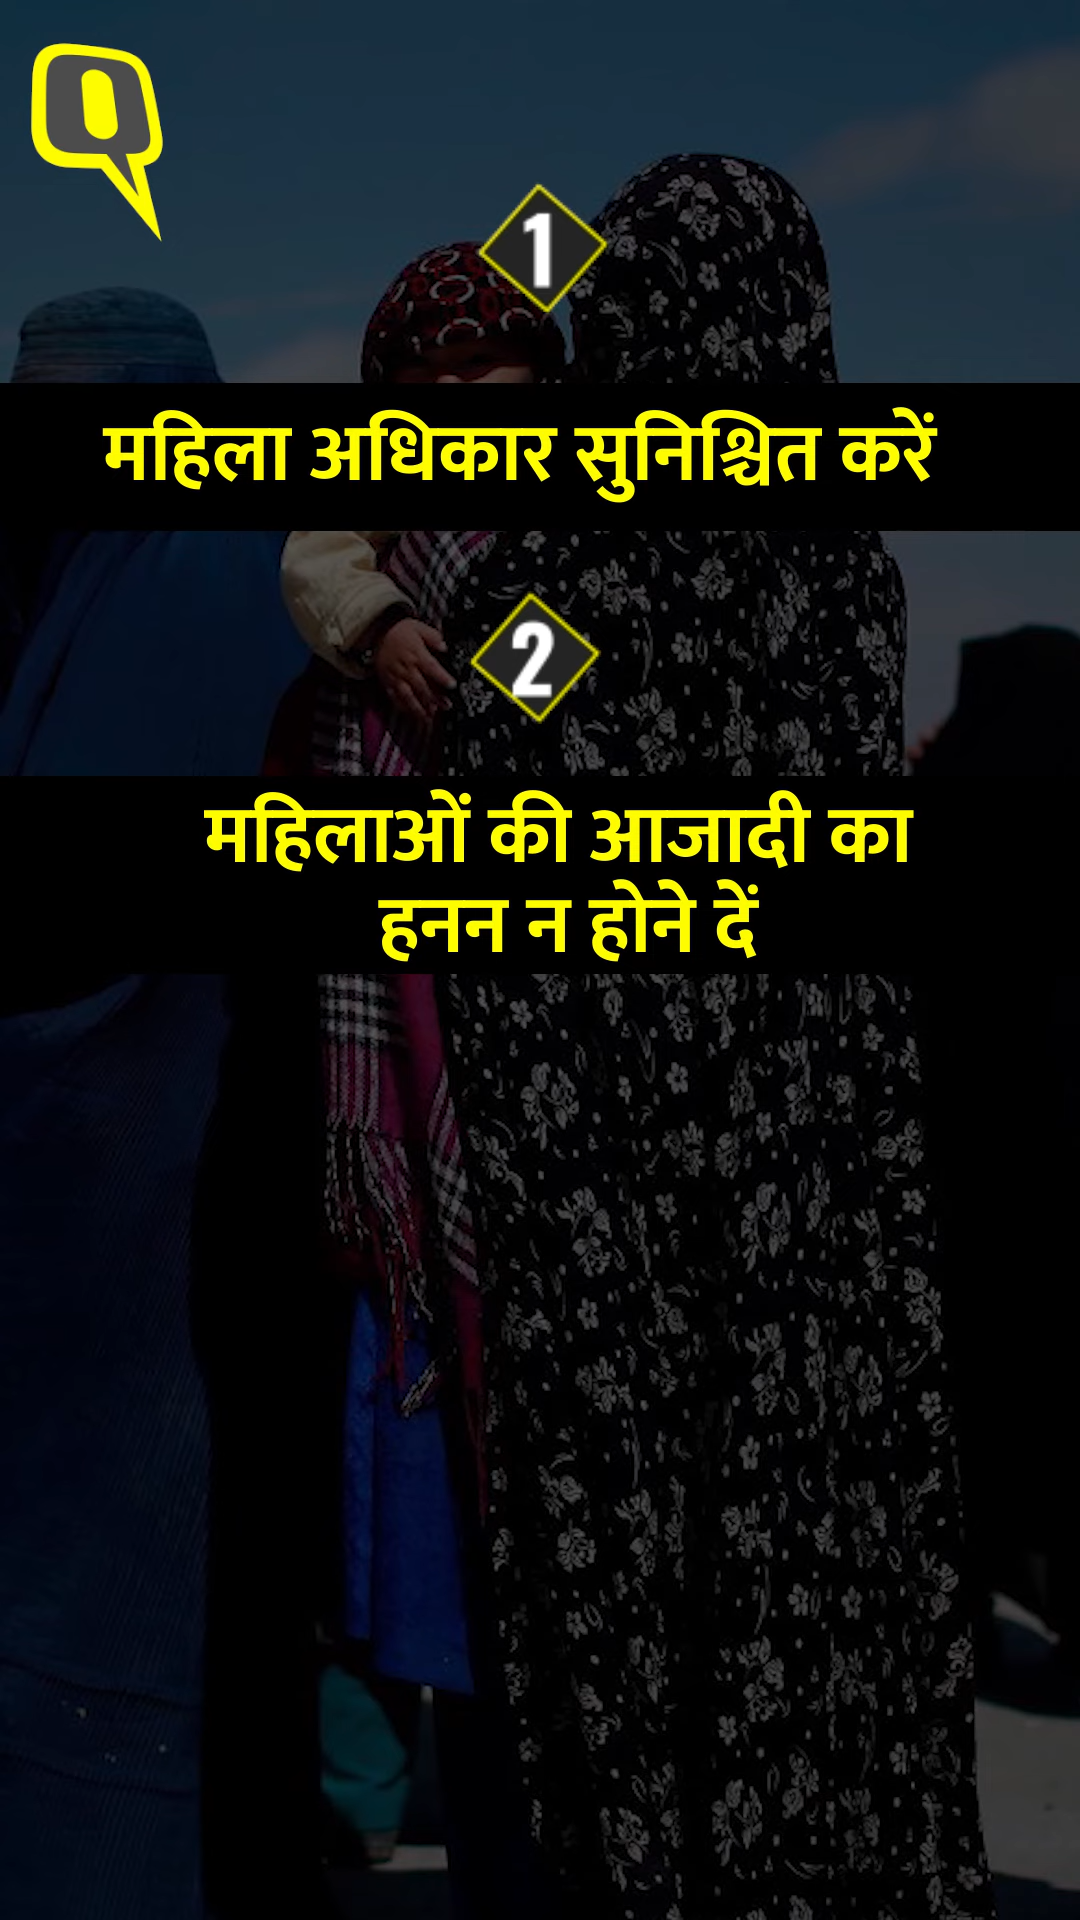 1
महिला अधिकार सुनिश्चित करें
2
महिलाओं की आजादी का
हनन न होने दें